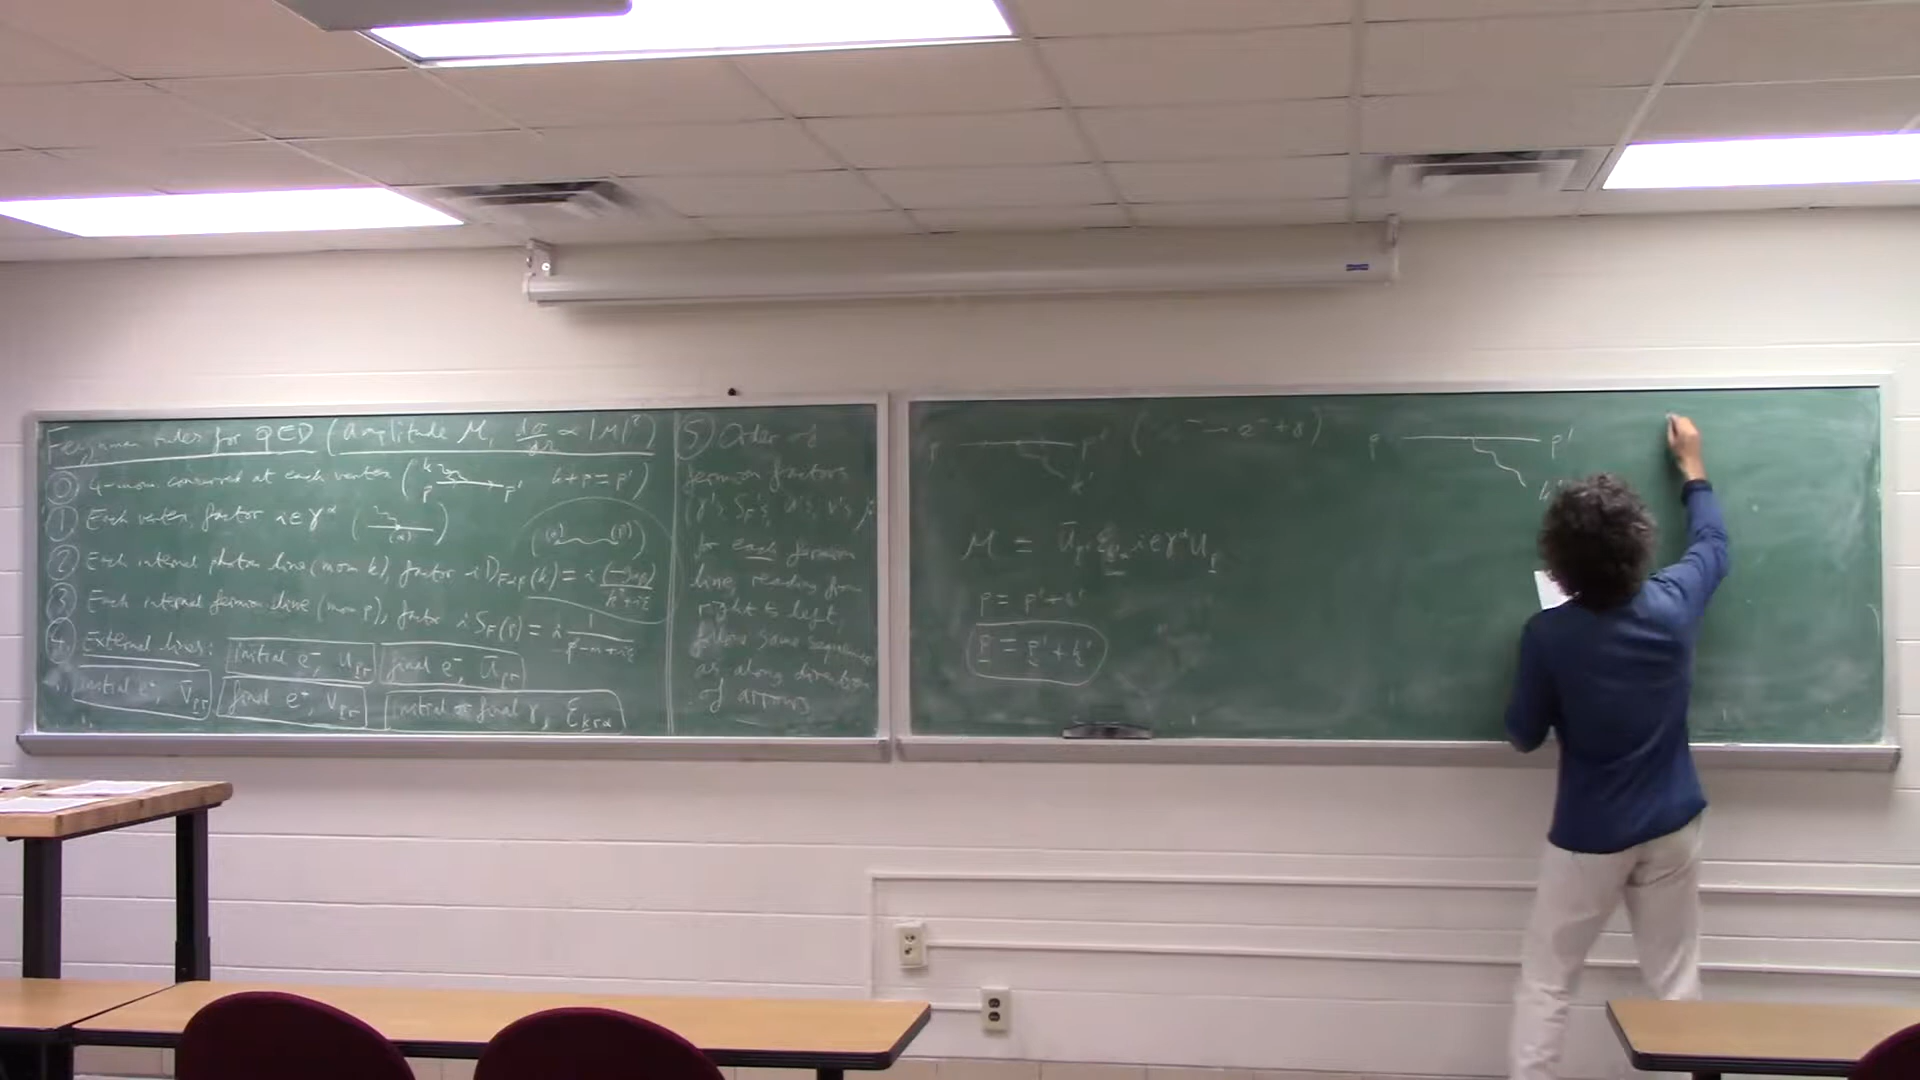 Feynman rules for QED (Amplitude M, dσ/dΩ ∝ |M|²)
⓪ 4-mom conserved at each vertex (k p p' k+p=p')
① Each vertex, factor ieγ^α ((α))
② Each internal photon line (mom k), factor iD_Fαβ(k) = i(-g_αβ)/(k²+iε) ((α) (β))
③ Each internal fermion line (mom p), factor iS_F(p) = i 1/(p̸-m+iε)
④ External lines: initial e⁻, u_pr final e⁻, ū_pr
initial e⁺, v̄_pr final e⁺, v_pr initial or final γ, ε_krα
⑤ Order of
fermion factors
(γ's, S_F's, u's, v's)
for each fermion
line, reading from
right to left,
follows same sequence
as along direction
of arrows
p p' k' (e⁻→e⁻+γ)
M = ū_p' ε_k'α ieγ^α u_p
p = p'+k'
p = p'+k'
p p'